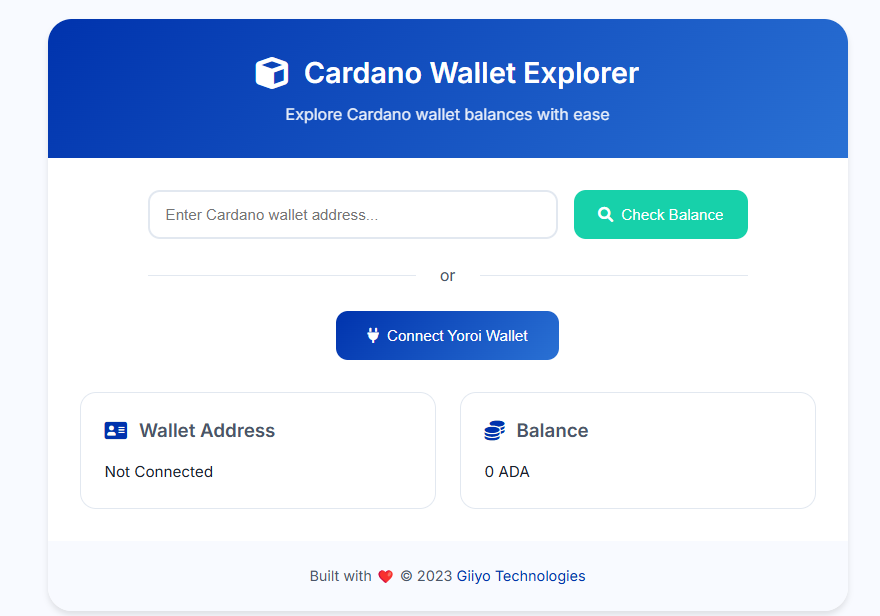 Cardano Wallet Explorer
Explore Cardano wallet balances with ease
Enter Cardano wallet address...
Check Balance
or
Connect Yoroi Wallet
Wallet Address
Not Connected
Balance
0 ADA
Built with ❤️ © 2023 Giiyo Technologies